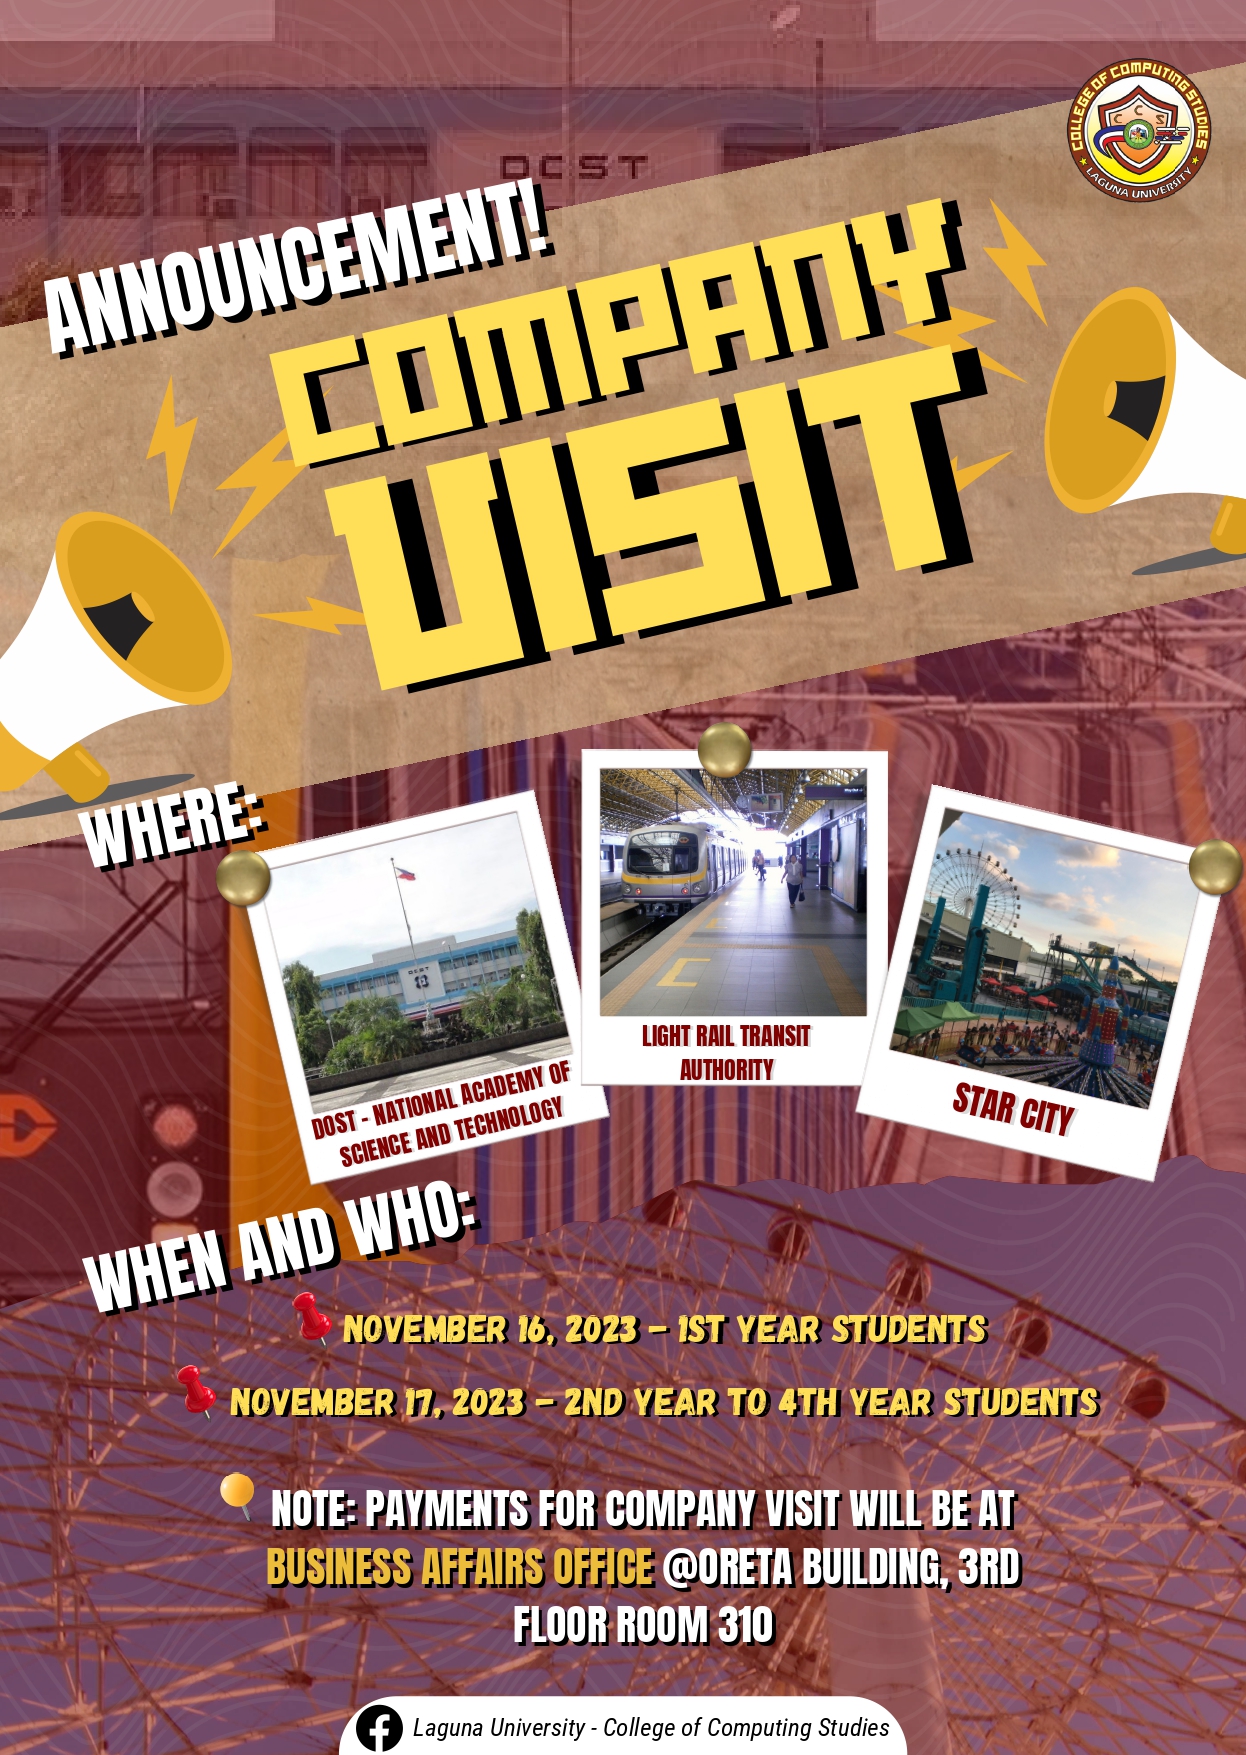 DCST
COLLEGE OF COMPUTING STUDIES
CCS
LAGUNA UNIVERSITY
ANNOUNCEMENT!
COMPANY
VISIT
WHERE:
DOST - NATIONAL ACADEMY OF
SCIENCE AND TECHNOLOGY
LIGHT RAIL TRANSIT
AUTHORITY
STAR CITY
WHEN AND WHO:
NOVEMBER 16, 2023 - 1ST YEAR STUDENTS
NOVEMBER 17, 2023 - 2ND YEAR TO 4TH YEAR STUDENTS
NOTE: PAYMENTS FOR COMPANY VISIT WILL BE AT
BUSINESS AFFAIRS OFFICE @ORETA BUILDING, 3RD
FLOOR ROOM 310
Laguna University - College of Computing Studies